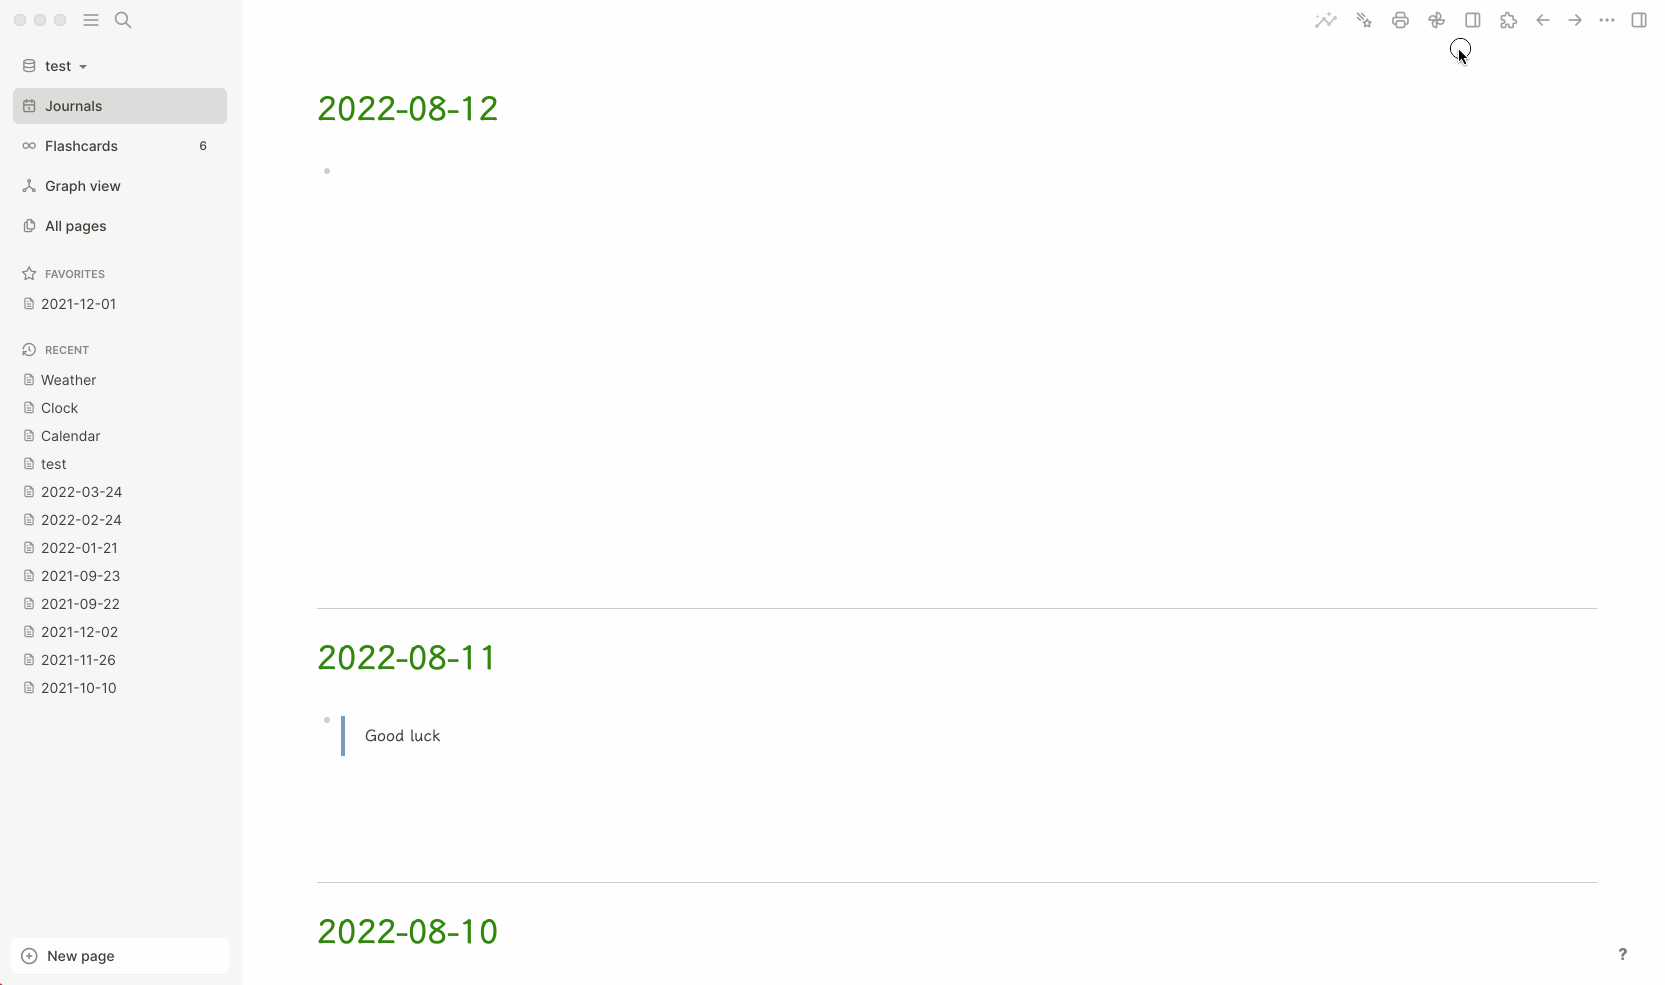 test
Journals
Flashcards 6
Graph view
All pages
FAVORITES
2021-12-01
RECENT
Weather
Clock
Calendar
test
2022-03-24
2022-02-24
2022-01-21
2021-09-23
2021-09-22
2021-12-02
2021-11-26
2021-10-10
New page
2022-08-12
2022-08-11
Good luck
2022-08-10
?